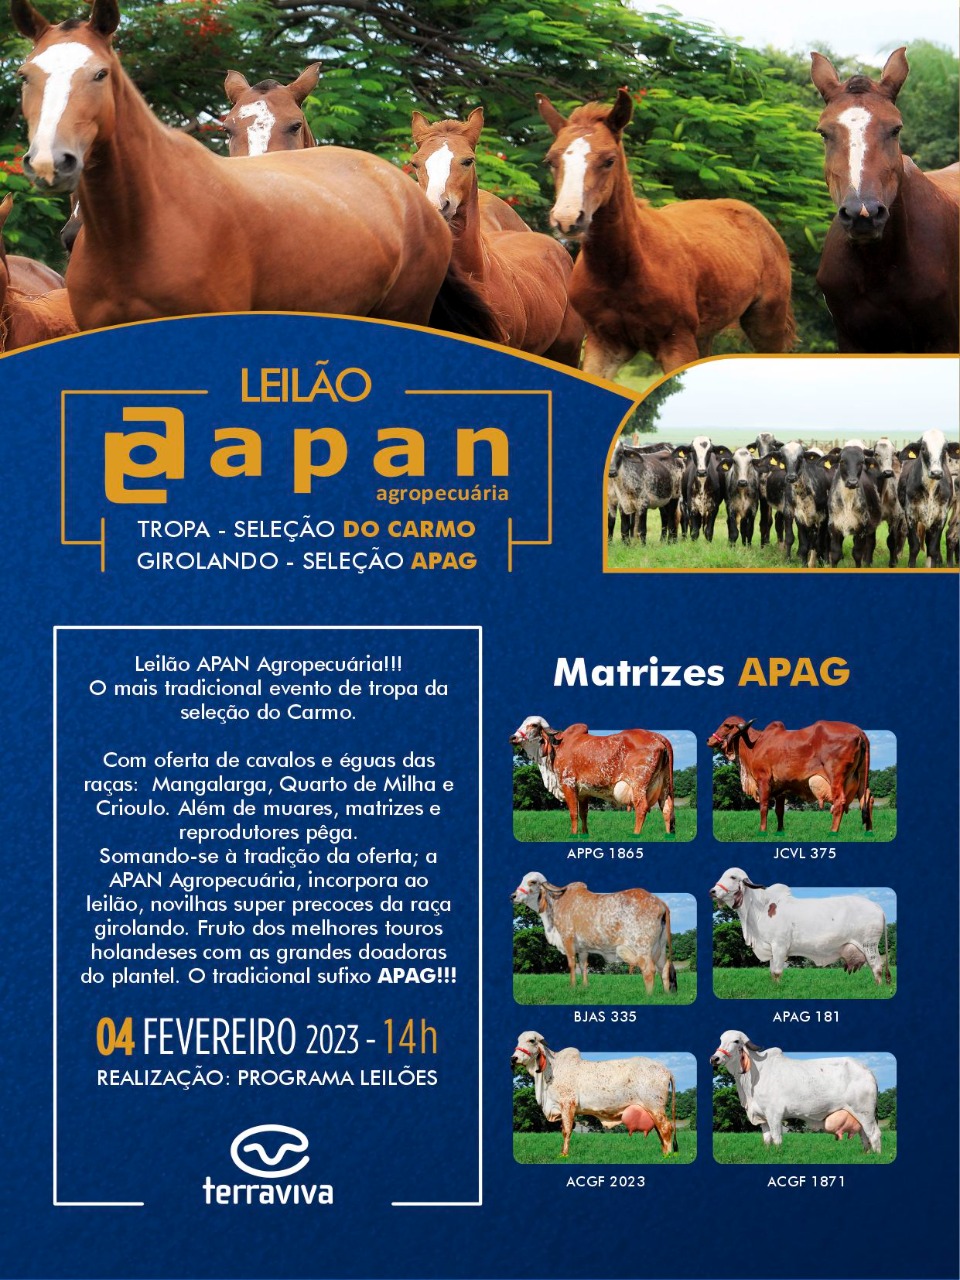 LEILÃO
apan
agropecuária
TROPA - SELEÇÃO DO CARMO
GIROLANDO - SELEÇÃO APAG
Leilão APAN Agropecuária!!!
O mais tradicional evento de tropa da
seleção do Carmo.
Com oferta de cavalos e éguas das
raças: Mangalarga, Quarto de Milha e
Crioulo. Além de muares, matrizes e
reprodutores pêga.
Somando-se à tradição da oferta; a
APAN Agropecuária, incorpora ao
leilão, novilhas super precoces da raça
girolando. Fruto dos melhores touros
holandeses com as grandes doadoras
do plantel. O tradicional sufixo APAG!!!
04 FEVEREIRO 2023 - 14h
REALIZAÇÃO: PROGRAMA LEILÕES
terraviva
Matrizes APAG
APPG 1865
JCVL 375
BJAS 335
APAG 181
ACGF 2023
ACGF 1871